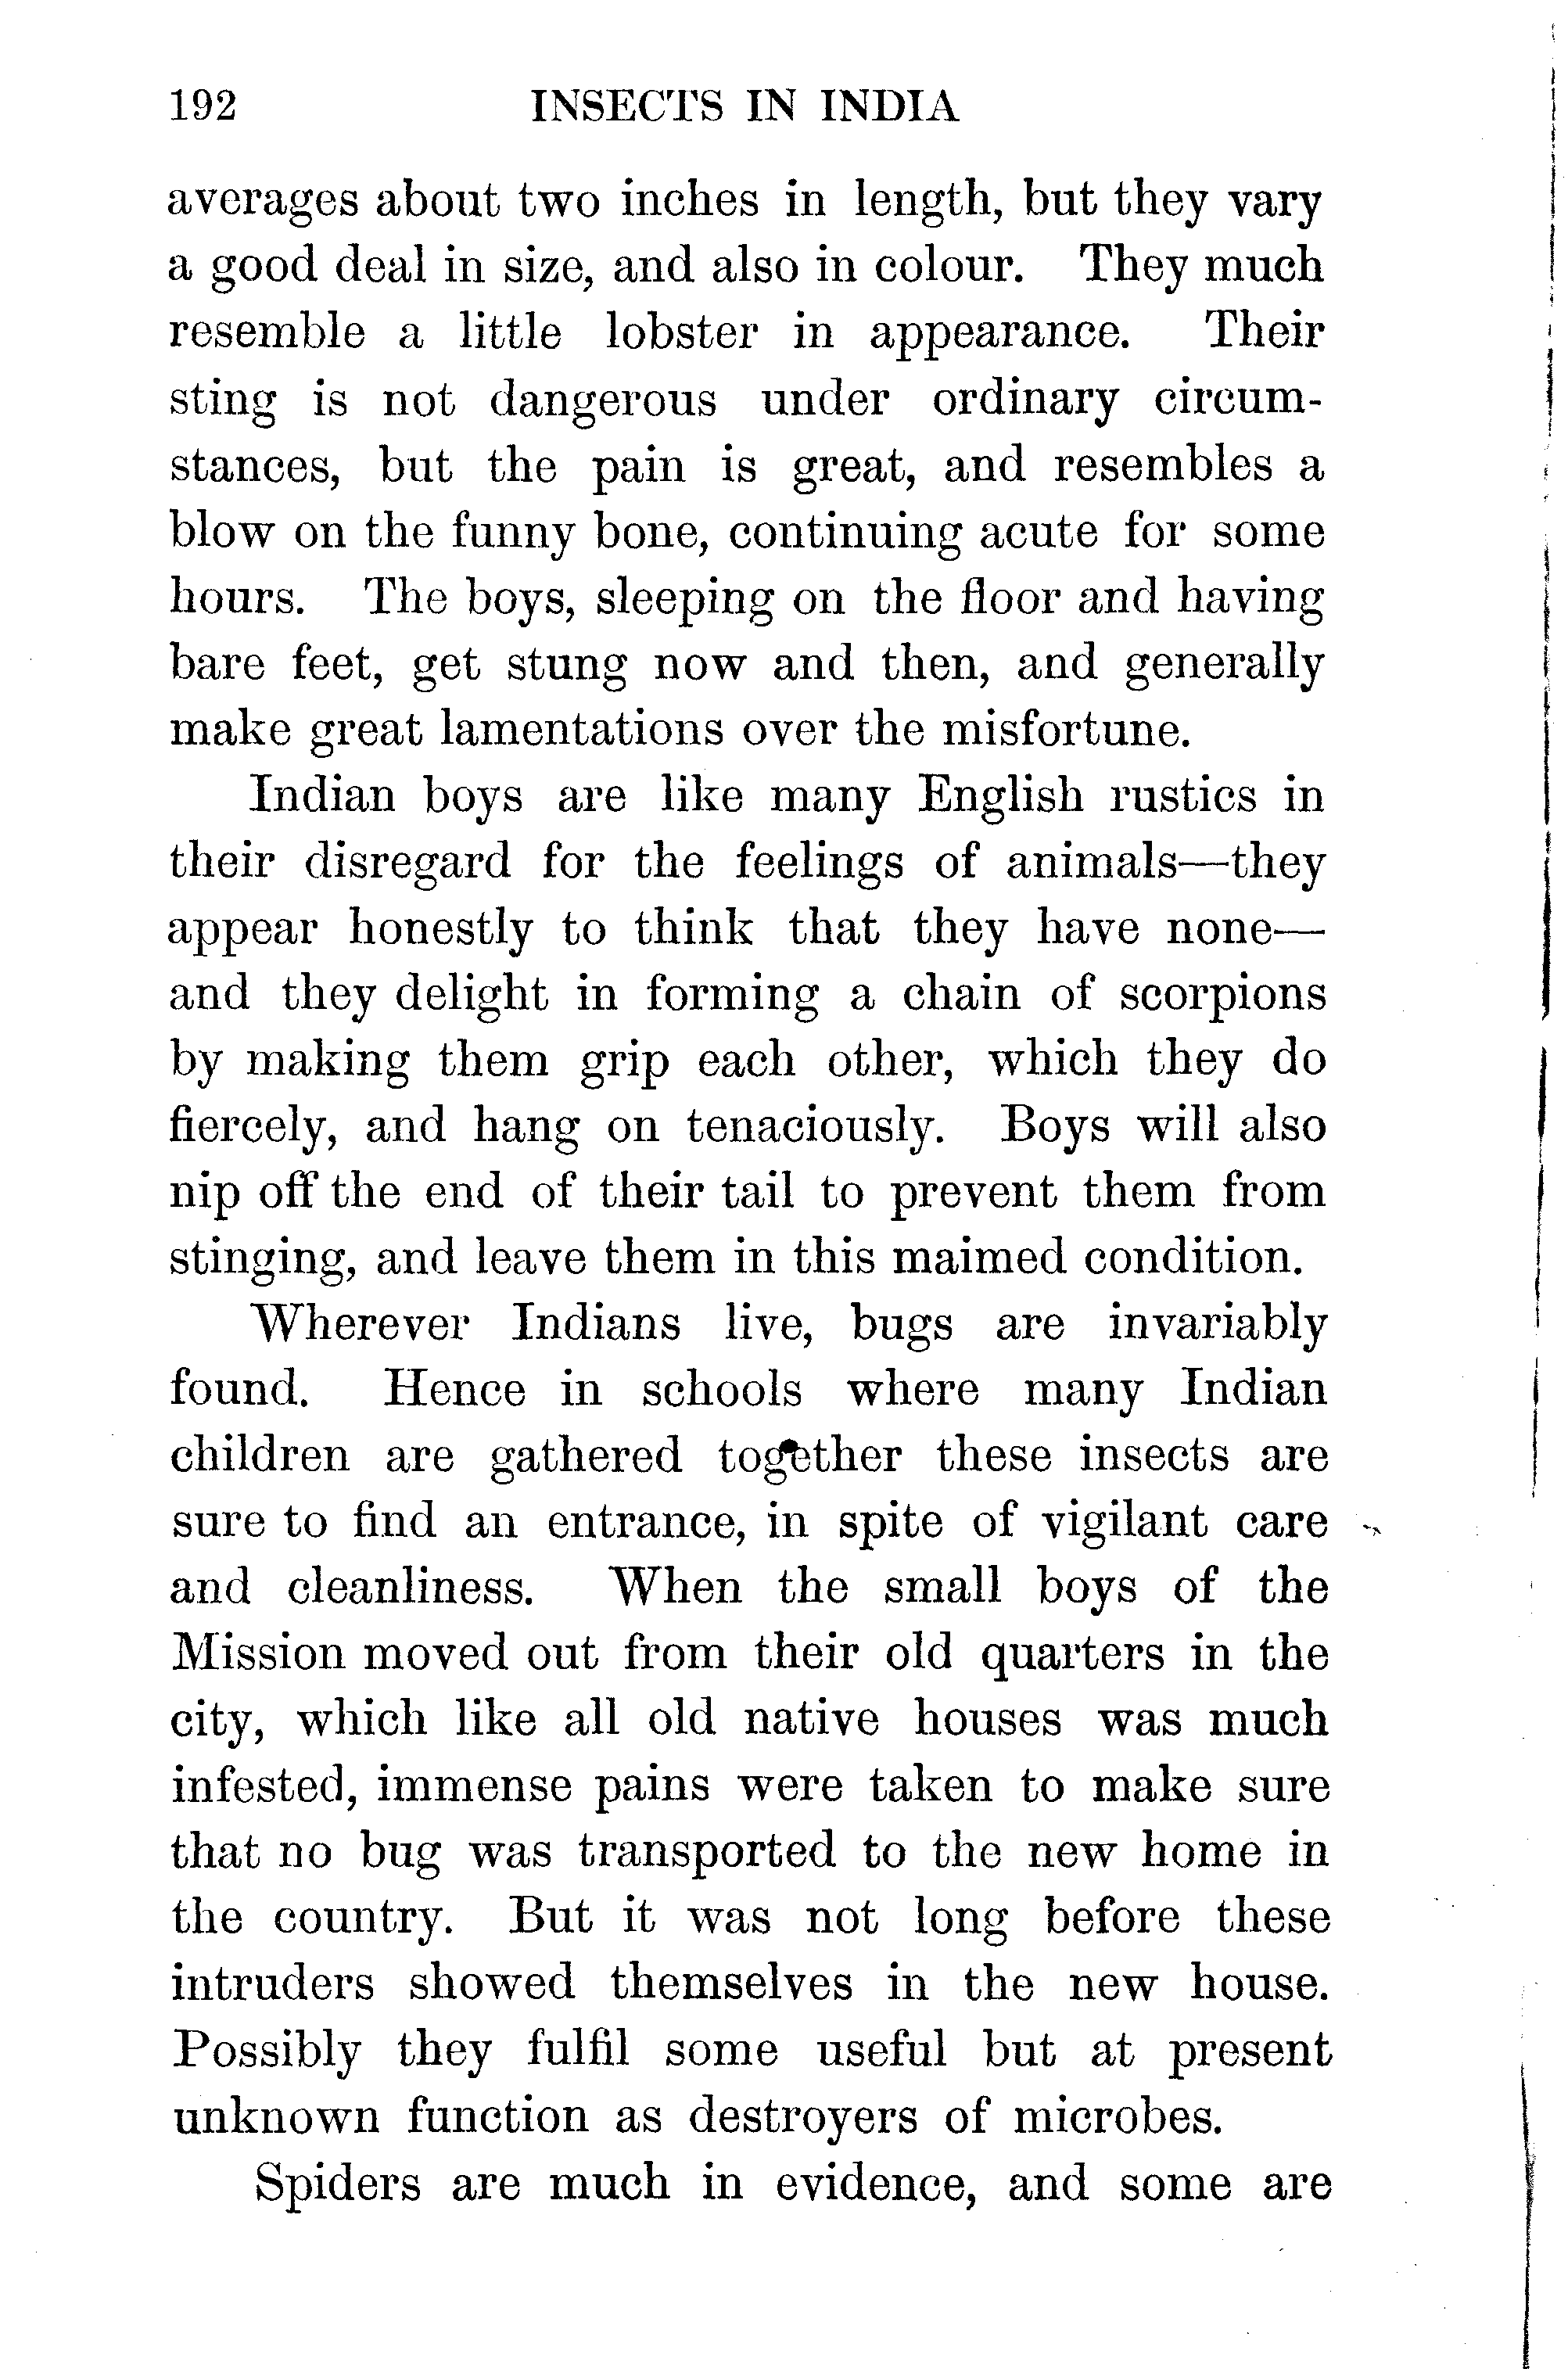 192 INSECTS IN INDIA
averages about two inches in length, but they vary
a good deal in size, and also in colour. They much
resemble a little lobster in appearance. Their
sting is not dangerous under ordinary circum-
stances, but the pain is great, and resembles a
blow on the funny bone, continuing acute for some
hours. The boys, sleeping on the floor and having
bare feet, get stung now and then, and generally
make great lamentations over the misfortune.
Indian boys are like many English rustics in
their disregard for the feelings of animals—they
appear honestly to think that they have none—
and they delight in forming a chain of scorpions
by making them grip each other, which they do
fiercely, and hang on tenaciously. Boys will also
nip off the end of their tail to prevent them from
stinging, and leave them in this maimed condition.
Wherever Indians live, bugs are invariably
found. Hence in schools where many Indian
children are gathered together these insects are
sure to find an entrance, in spite of vigilant care
and cleanliness. When the small boys of the
Mission moved out from their old quarters in the
city, which like all old native houses was much
infested, immense pains were taken to make sure
that no bug was transported to the new home in
the country. But it was not long before these
intruders showed themselves in the new house.
Possibly they fulfil some useful but at present
unknown function as destroyers of microbes.
Spiders are much in evidence, and some are